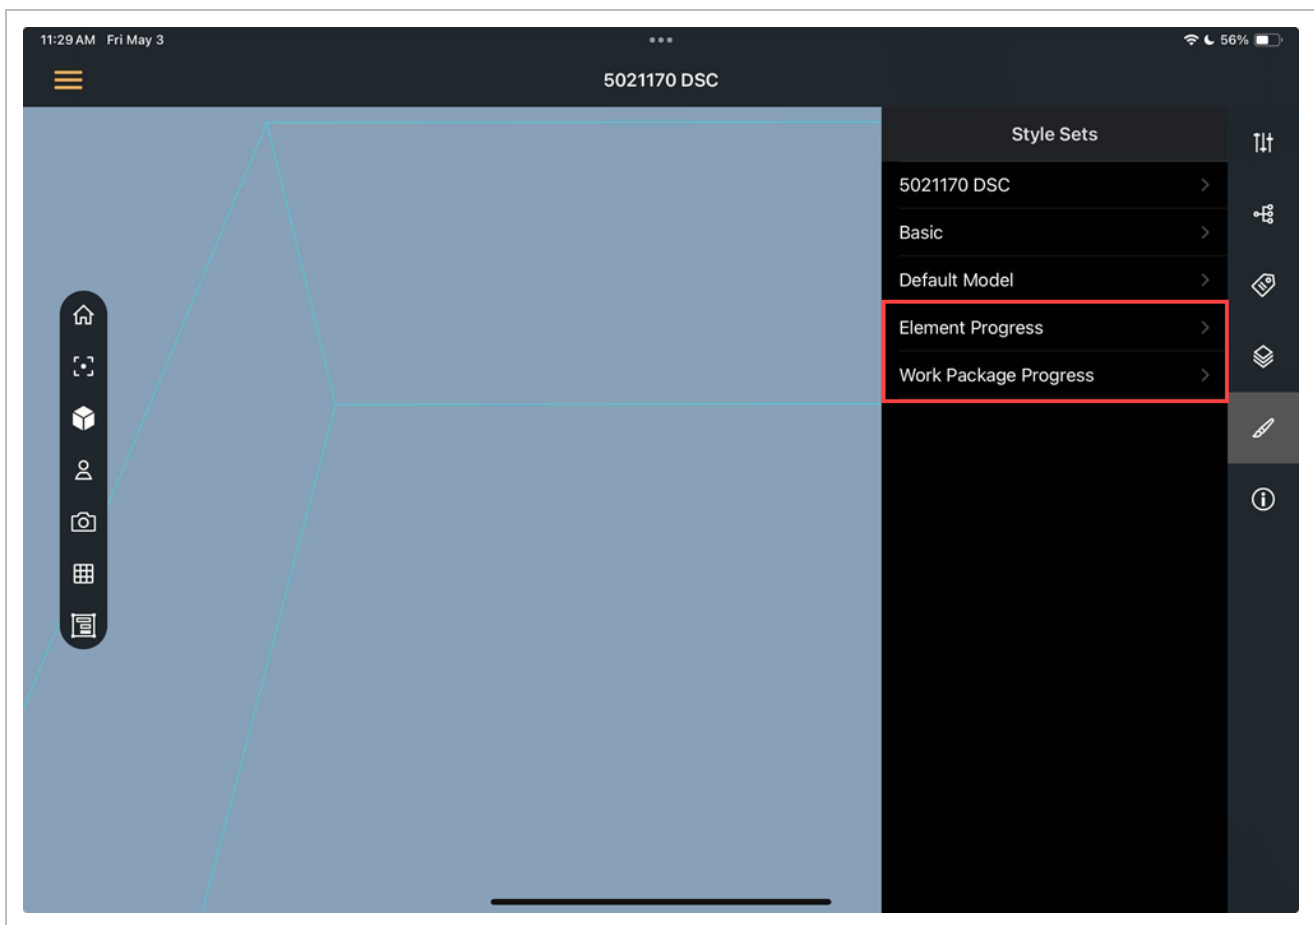 11:29 AM Fri May 3
56%
5021170 DSC
Style Sets
5021170 DSC
Basic
Default Model
Element Progress
Work Package Progress